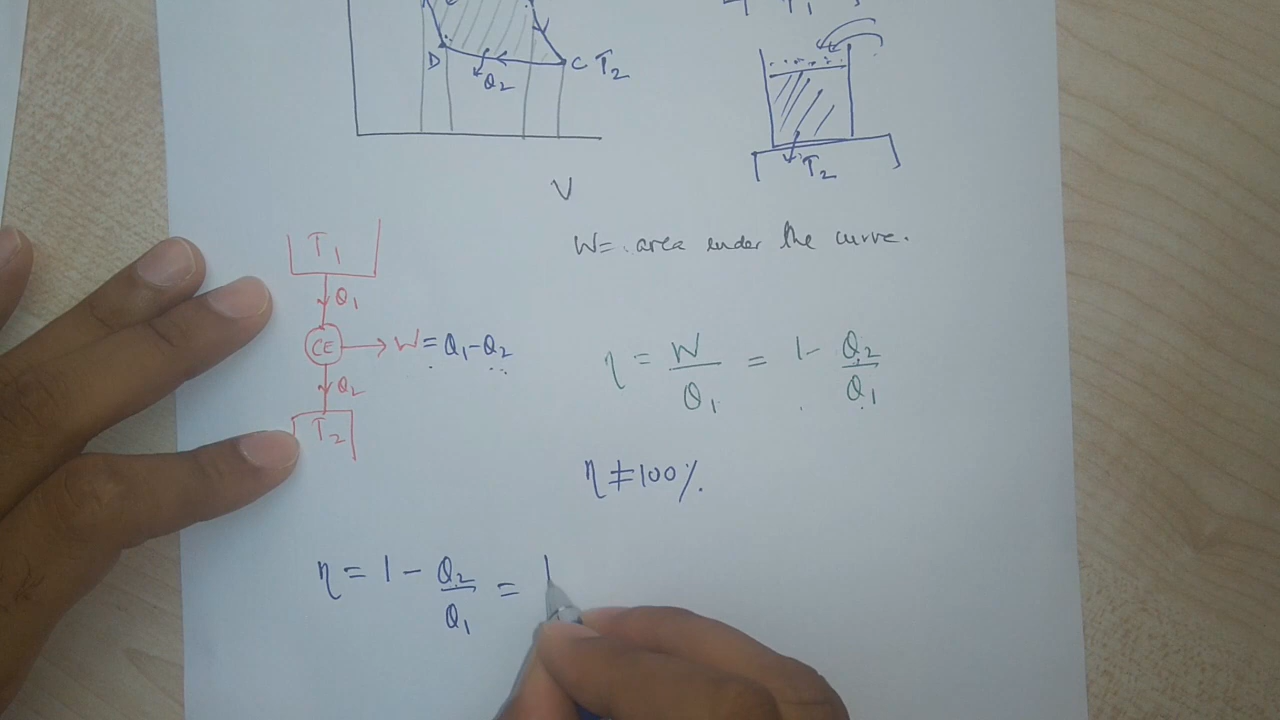 D
C T₂
Q₂
V
T₂
W= area under the curve.
T₁
Q₁
CE W = Q₁-Q₂
Q₂
T₂
η = W/Q₁ = 1 - Q₂/Q₁
η ≠ 100%.
η = 1 - Q₂/Q₁ = 1